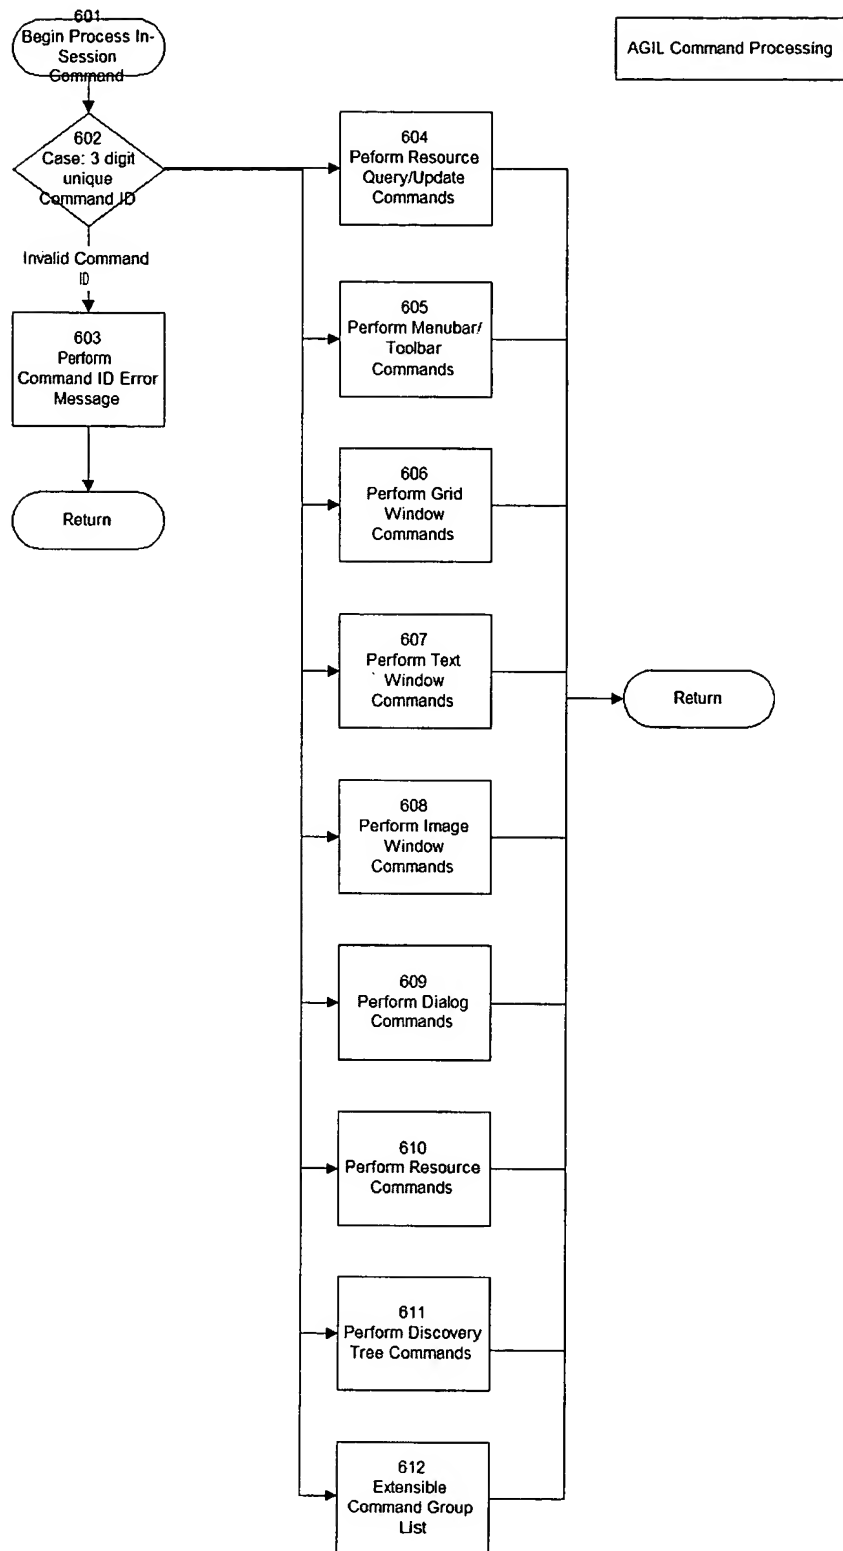 601
Begin Process In-
Session
Command
AGIL Command Processing
602
Case: 3 digit
unique
Command ID
Invalid Command
ID
603
Perform
Command ID Error
Message
Return
604
Peform Resource
Query/Update
Commands
605
Perform Menubar/
Toolbar
Commands
606
Perform Grid
Window
Commands
607
Perform Text
Window
Commands
608
Perform Image
Window
Commands
609
Perform Dialog
Commands
610
Perform Resource
Commands
611
Perform Discovery
Tree Commands
612
Extensible
Command Group
List
Return